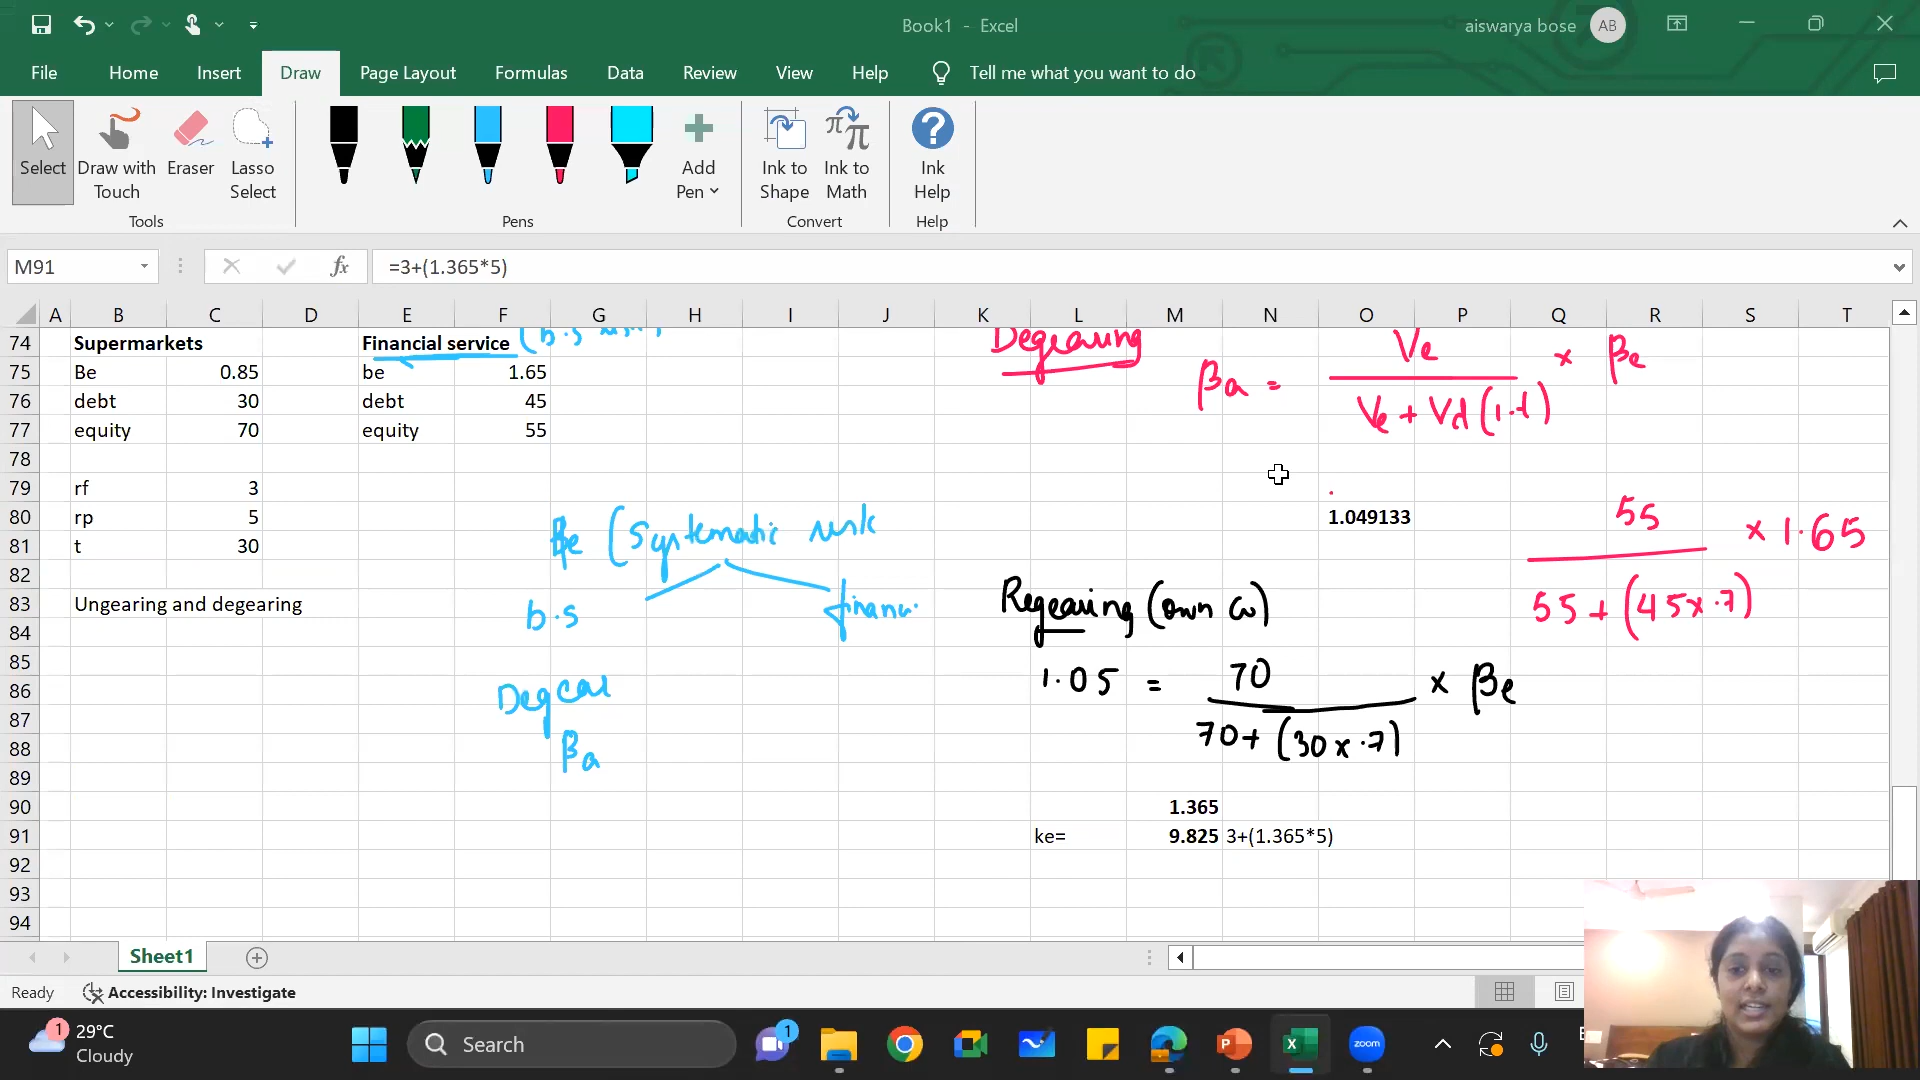 Book1 - Excel
aiswarya bose AB
File Home Insert Draw Page Layout Formulas Data Review View Help Tell me what you want to do
Select Draw with Touch Eraser Lasso Select Add Pen Ink to Shape Ink to Math Ink Help
Tools Pens Convert Help
M91 fx =3+(1.365*5)
A B C D E F G H I J K L M N O P Q R S T
74 Supermarkets Financial service (b.s Degearing Ve
75 Be 0.85 be 1.65 βa = x βe
76 debt 30 debt 45 Ve + Vd (1-t)
77 equity 70 equity 55
78
79 rf 3
80 rp 5 1.049133 55
81 t 30 βe (Systematic risk x 1.65
82
83 Ungearing and degearing b.s Regearing (own co) 55 + (45x.7)
84
85
86 1.05 = 70 x βe
87
88 βa 70+ (30x.7)
89
90 1.365
91 ke= 9.825 3+(1.365*5)
92
93
94
Sheet1
Ready Accessibility: Investigate
1 29°C
Cloudy
Search
1
zoom